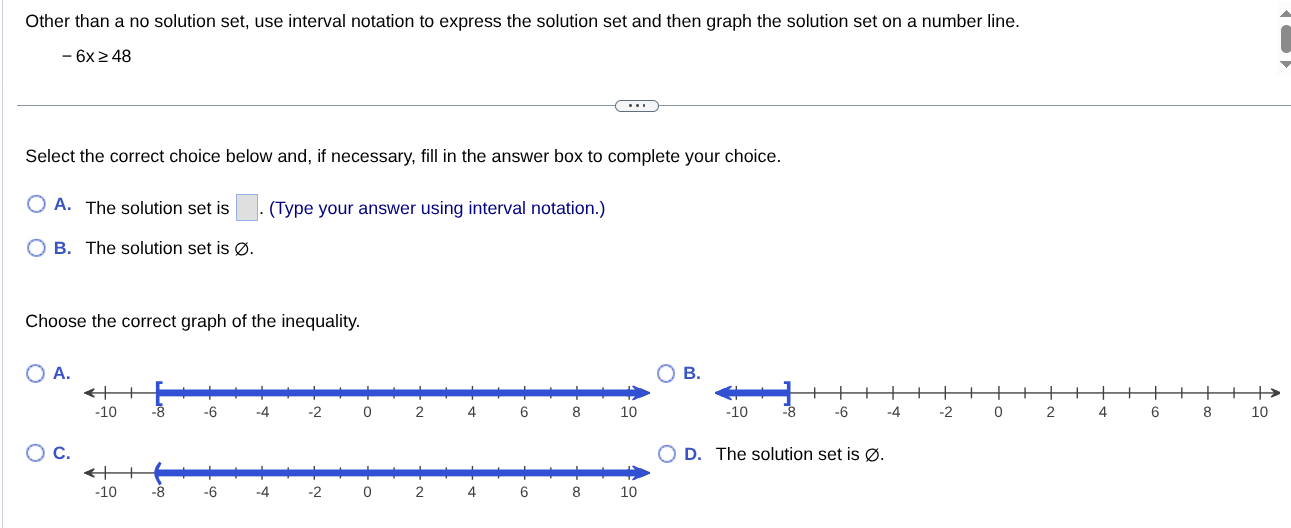 Other than a no solution set, use interval notation to express the solution set and then graph the solution set on a number line.
− 6x ≥ 48
Select the correct choice below and, if necessary, fill in the answer box to complete your choice.
A. The solution set is . (Type your answer using interval notation.)
B. The solution set is ∅.
Choose the correct graph of the inequality.
A.
-10 -8 -6 -4 -2 0 2 4 6 8 10
B.
-10 -8 -6 -4 -2 0 2 4 6 8 10
C.
-10 -8 -6 -4 -2 0 2 4 6 8 10
D. The solution set is ∅.